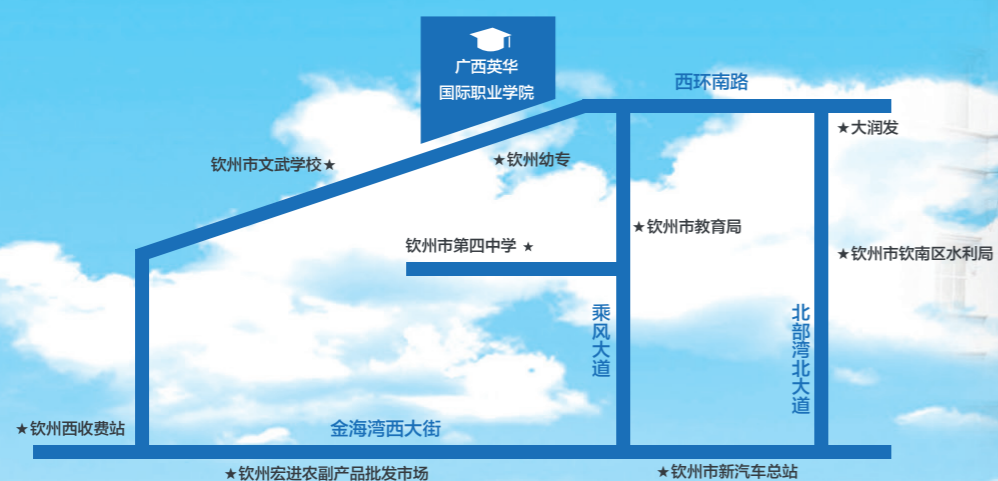 广西英华
国际职业学院
西环南路
★大润发
钦州市文武学校★
★钦州幼专
★钦州市教育局
钦州市第四中学 ★
★钦州市钦南区水利局
乘风大道
北部湾北大道
★钦州西收费站
金海湾西大街
★钦州宏进农副产品批发市场
★钦州市新汽车总站